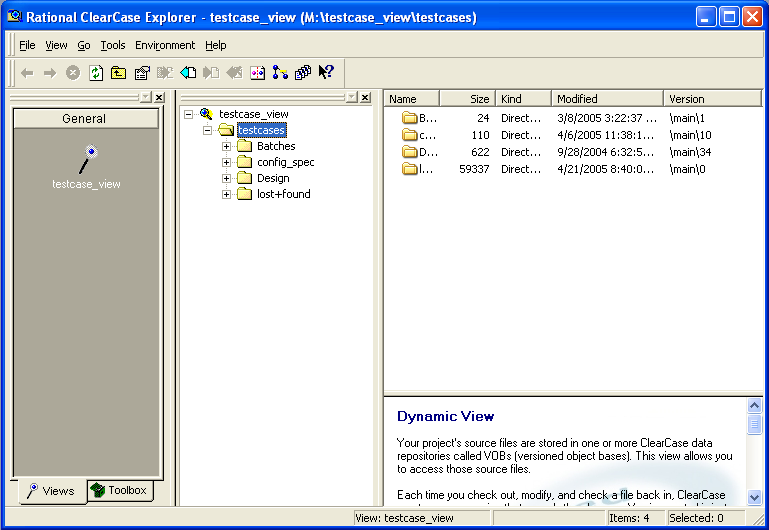 Rational ClearCase Explorer - testcase_view (M:\testcase_view\testcases)
File View Go Tools Environment Help
General
testcase_view
Views Toolbox
testcase_view
testcases
Batches
config_spec
Design
lost+found
Name Size Kind Modified Version
B... 24 Direct... 3/8/2005 3:22:37 ... \main\1
c... 110 Direct... 4/6/2005 11:38:1... \main\10
D... 622 Direct... 9/28/2004 6:32:5... \main\34
l... 59337 Direct... 4/21/2005 8:40:0... \main\0
Dynamic View
Your project's source files are stored in one or more ClearCase data
repositories called VOBs (versioned object bases). This view allows you
to access those source files.
Each time you check out, modify, and check a file back in, ClearCase
View: testcase_view Items: 4 Selected: 0